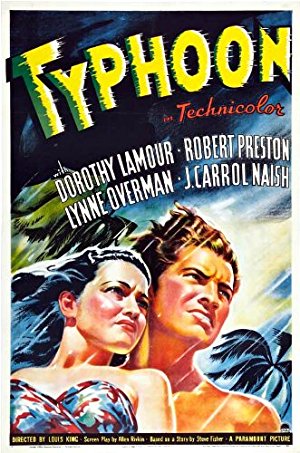 TYPHOON
in Technicolor
with
DOROTHY LAMOUR · ROBERT PRESTON
LYNNE OVERMAN · J. CARROL NAISH
DIRECTED BY LOUIS KING · Screen Play by Allen Rivkin · Based on a Story by Steve Fisher · A PARAMOUNT PICTURE